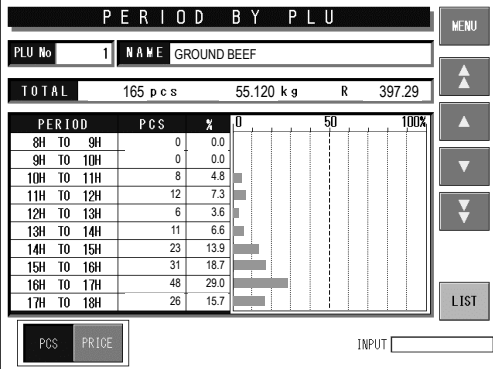 PERIOD BY PLU
MENU
PLU No 1 NAME GROUND BEEF
TOTAL 165 pcs 55.120 kg R 397.29
PERIOD PCS % 0 50 100%
8H TO 9H 0 0.0
9H TO 10H 0 0.0
10H TO 11H 8 4.8
11H TO 12H 12 7.3
12H TO 13H 6 3.6
13H TO 14H 11 6.6
14H TO 15H 23 13.9
15H TO 16H 31 18.7
16H TO 17H 48 29.0
17H TO 18H 26 15.7
LIST
PCS PRICE
INPUT